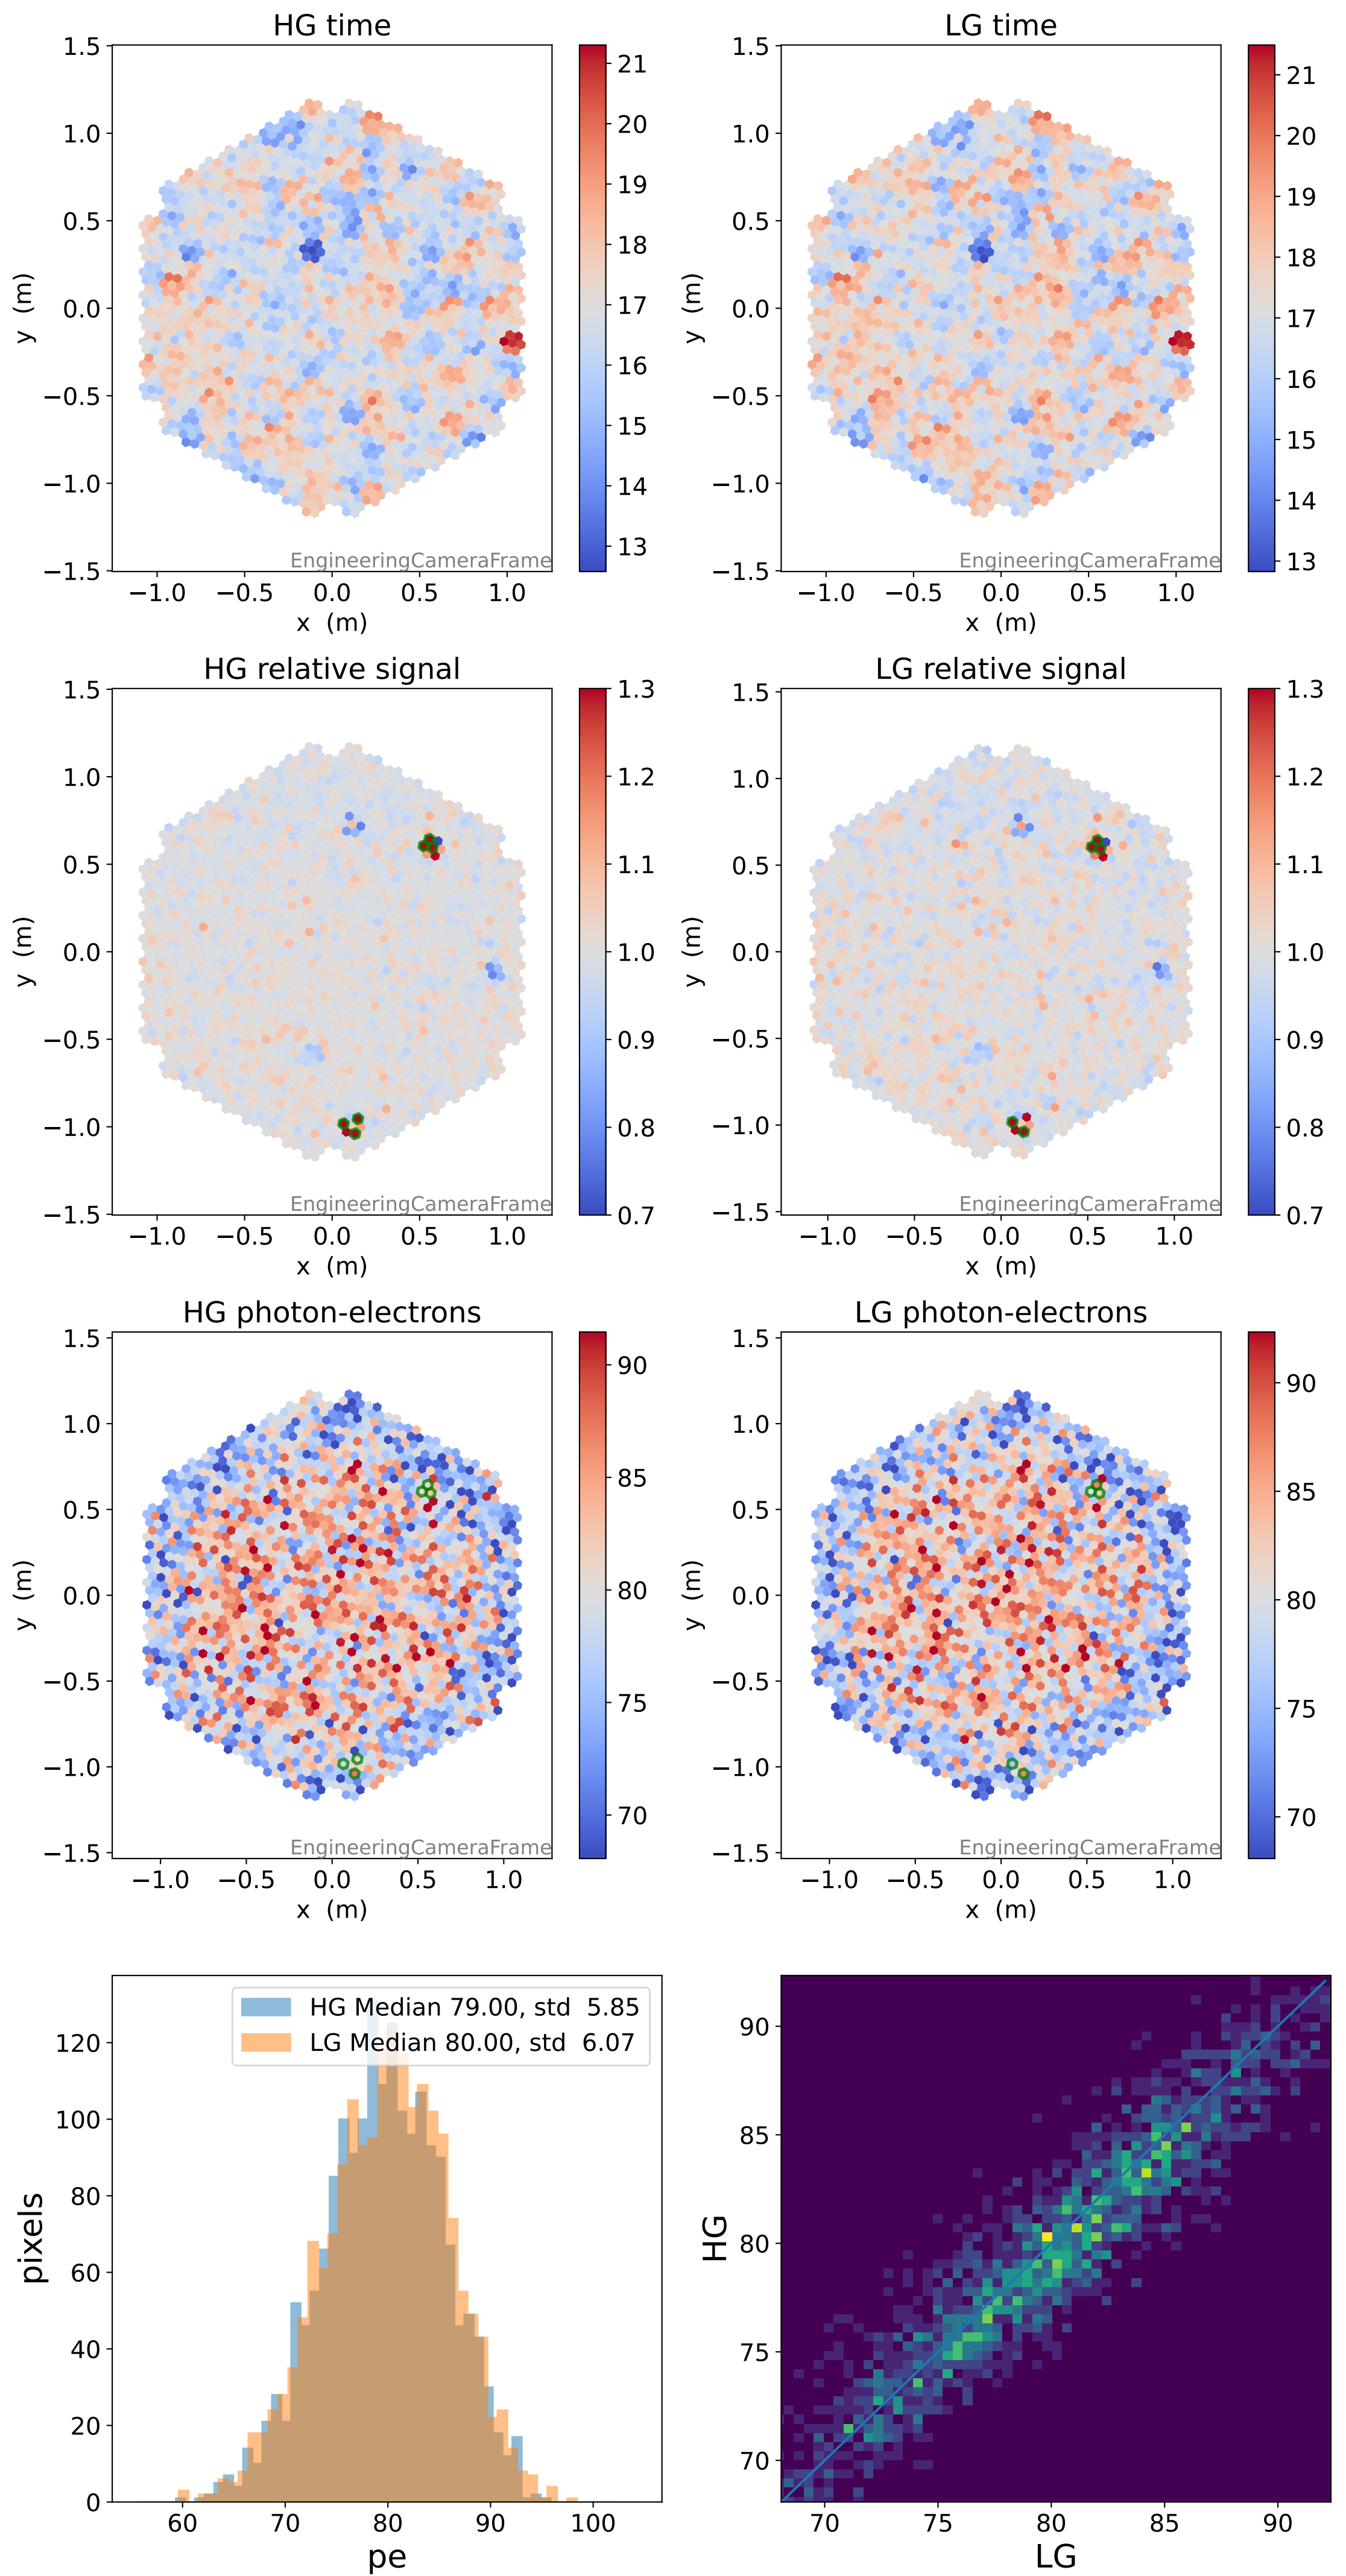 HG time
LG time
1.5
1.0
0.5
0.0
−0.5
−1.0
−1.5
y (m)
−1.0 −0.5 0.0 0.5 1.0
x (m)
EngineeringCameraFrame
21
20
19
18
17
16
15
14
13
1.5
1.0
0.5
0.0
−0.5
−1.0
−1.5
y (m)
−1.0 −0.5 0.0 0.5 1.0
x (m)
EngineeringCameraFrame
21
20
19
18
17
16
15
14
13
HG relative signal
LG relative signal
1.5
1.0
0.5
0.0
−0.5
−1.0
−1.5
y (m)
−1.0 −0.5 0.0 0.5 1.0
x (m)
EngineeringCameraFrame
1.3
1.2
1.1
1.0
0.9
0.8
0.7
1.5
1.0
0.5
0.0
−0.5
−1.0
−1.5
y (m)
−1.0 −0.5 0.0 0.5 1.0
x (m)
EngineeringCameraFrame
1.3
1.2
1.1
1.0
0.9
0.8
0.7
HG photon-electrons
LG photon-electrons
1.5
1.0
0.5
0.0
−0.5
−1.0
−1.5
y (m)
−1.0 −0.5 0.0 0.5 1.0
x (m)
EngineeringCameraFrame
90
85
80
75
70
1.5
1.0
0.5
0.0
−0.5
−1.0
−1.5
y (m)
−1.0 −0.5 0.0 0.5 1.0
x (m)
EngineeringCameraFrame
90
85
80
75
70
HG Median 79.00, std 5.85
LG Median 80.00, std 6.07
120
100
80
60
40
20
0
pixels
60 70 80 90 100
pe
90
85
80
75
70
HG
70 75 80 85 90
LG